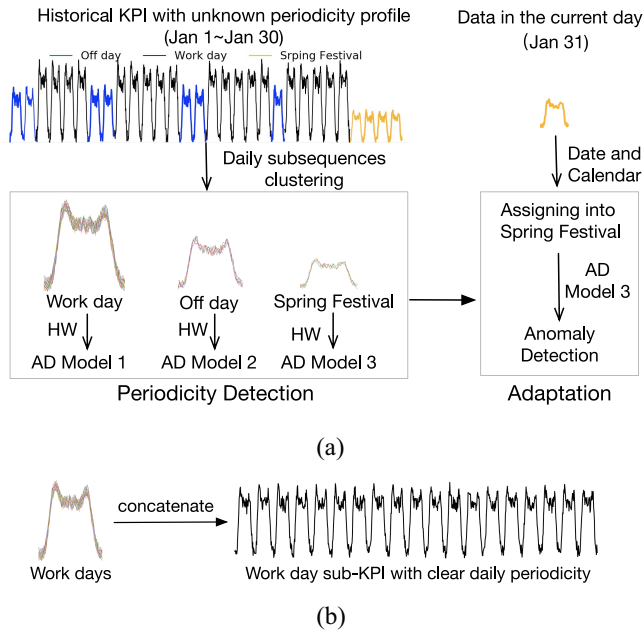 Historical KPI with unknown periodicity profile
(Jan 1~Jan 30)
Off day Work day Srping Festival
Data in the current day
(Jan 31)
Daily subsequences
clustering
Date and
Calendar
Work day Off day Spring Festival
HW HW HW
AD Model 1 AD Model 2 AD Model 3
Periodicity Detection
Assigning into
Spring Festival
AD
Model 3
Anomaly
Detection
Adaptation
(a)
concatenate
Work days Work day sub-KPI with clear daily periodicity
(b)